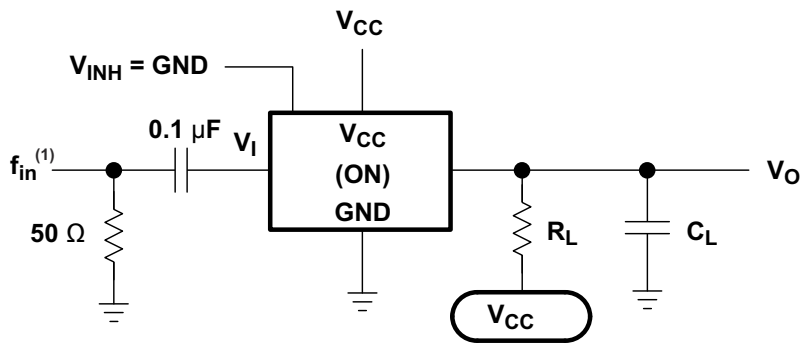 V_CC
V_INH = GND
0.1 µF
V_I
V_CC
(ON)
GND
f_in^(1)
V_O
50 Ω
R_L
C_L
V_CC